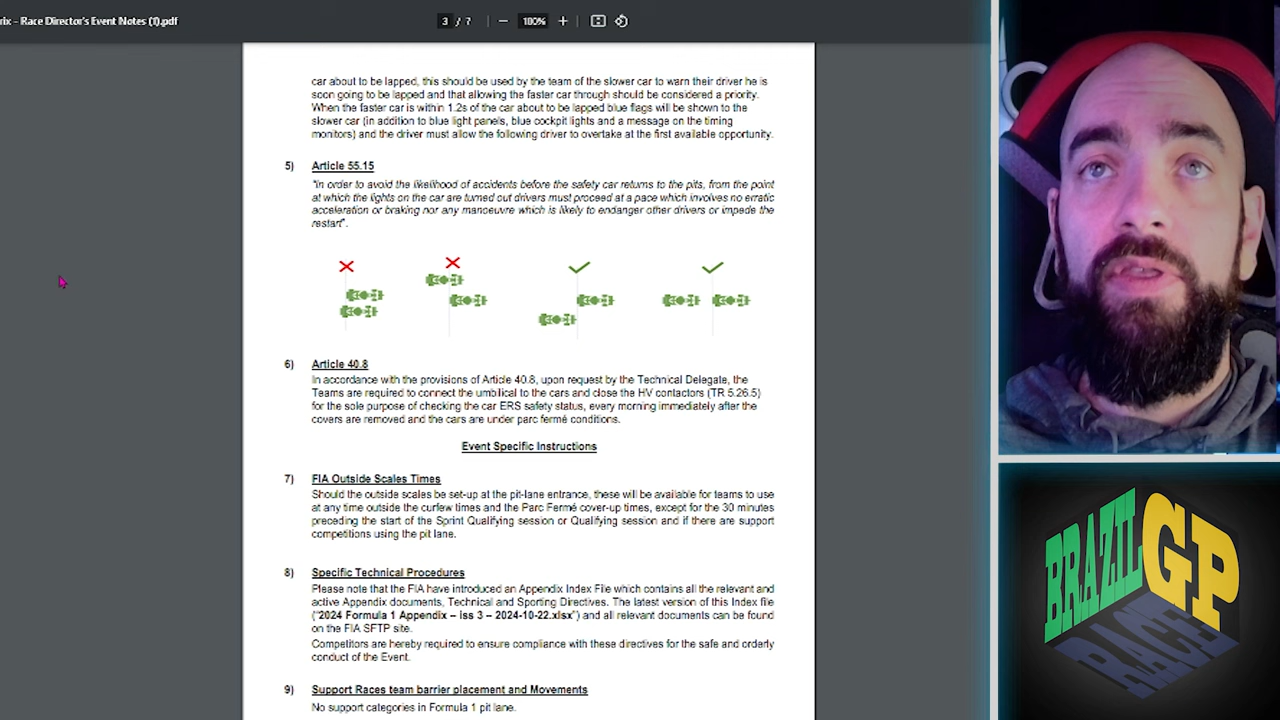 rix - Race Director's Event Notes (1).pdf
3 / 7
100%
car about to be lapped, this should be used by the team of the slower car to warn their driver he is
soon going to be lapped and that allowing the faster car through should be considered a priority.
When the faster car is within 1.2s of the car about to be lapped blue flags will be shown to the
slower car (in addition to blue light panels, blue cockpit lights and a message on the timing
monitors) and the driver must allow the following driver to overtake at the first available opportunity.
5) Article 55.15
"In order to avoid the likelihood of accidents before the safety car returns to the pits, from the point
at which the lights on the car are turned out drivers must proceed at a pace which involves no erratic
acceleration or braking nor any manoeuvre which is likely to endanger other drivers or impede the
restart".
6) Article 40.8
In accordance with the provisions of Article 40.8, upon request by the Technical Delegate, the
Teams are required to connect the umbilical to the cars and close the HV contactors (TR 5.26.5)
for the sole purpose of checking the car ERS safety status, every morning immediately after the
covers are removed and the cars are under parc fermé conditions.
Event Specific Instructions
7) FIA Outside Scales Times
Should the outside scales be set-up at the pit-lane entrance, these will be available for teams to use
at any time outside the curfew times and the Parc Fermé cover-up times, except for the 30 minutes
preceding the start of the Sprint Qualifying session or Qualifying session and if there are support
competitions using the pit lane.
8) Specific Technical Procedures
Please note that the FIA have introduced an Appendix Index File which contains all the relevant and
active Appendix documents, Technical and Sporting Directives. The latest version of this Index file
("2024 Formula 1 Appendix – iss 3 – 2024-10-22.xlsx") and all relevant documents can be found
on the FIA SFTP site.
Competitors are hereby required to ensure compliance with these directives for the safe and orderly
conduct of the Event.
9) Support Races team barrier placement and Movements
No support categories in Formula 1 pit lane.
BRAZIL
GP
RACE